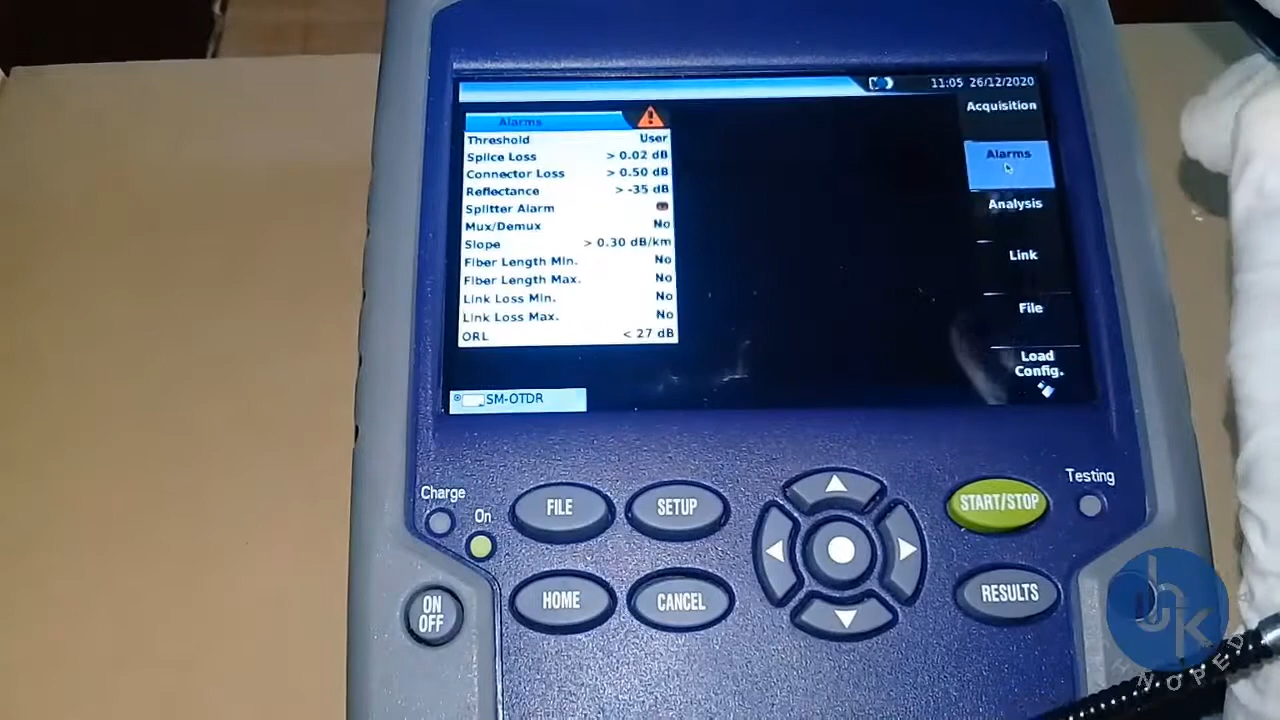 11:05 26/12/2020
Alarms
Threshold User
Splice Loss > 0.02 dB
Connector Loss > 0.50 dB
Reflectance > -35 dB
Splitter Alarm
Mux/Demux No
Slope > 0.30 dB/km
Fiber Length Min. No
Fiber Length Max. No
Link Loss Min. No
Link Loss Max. No
ORL < 27 dB
SM-OTDR
Acquisition
Alarms
Analysis
Link
File
Load
Config.
Charge
On
FILE
SETUP
START/STOP
Testing
ON
OFF
HOME
CANCEL
RESULTS